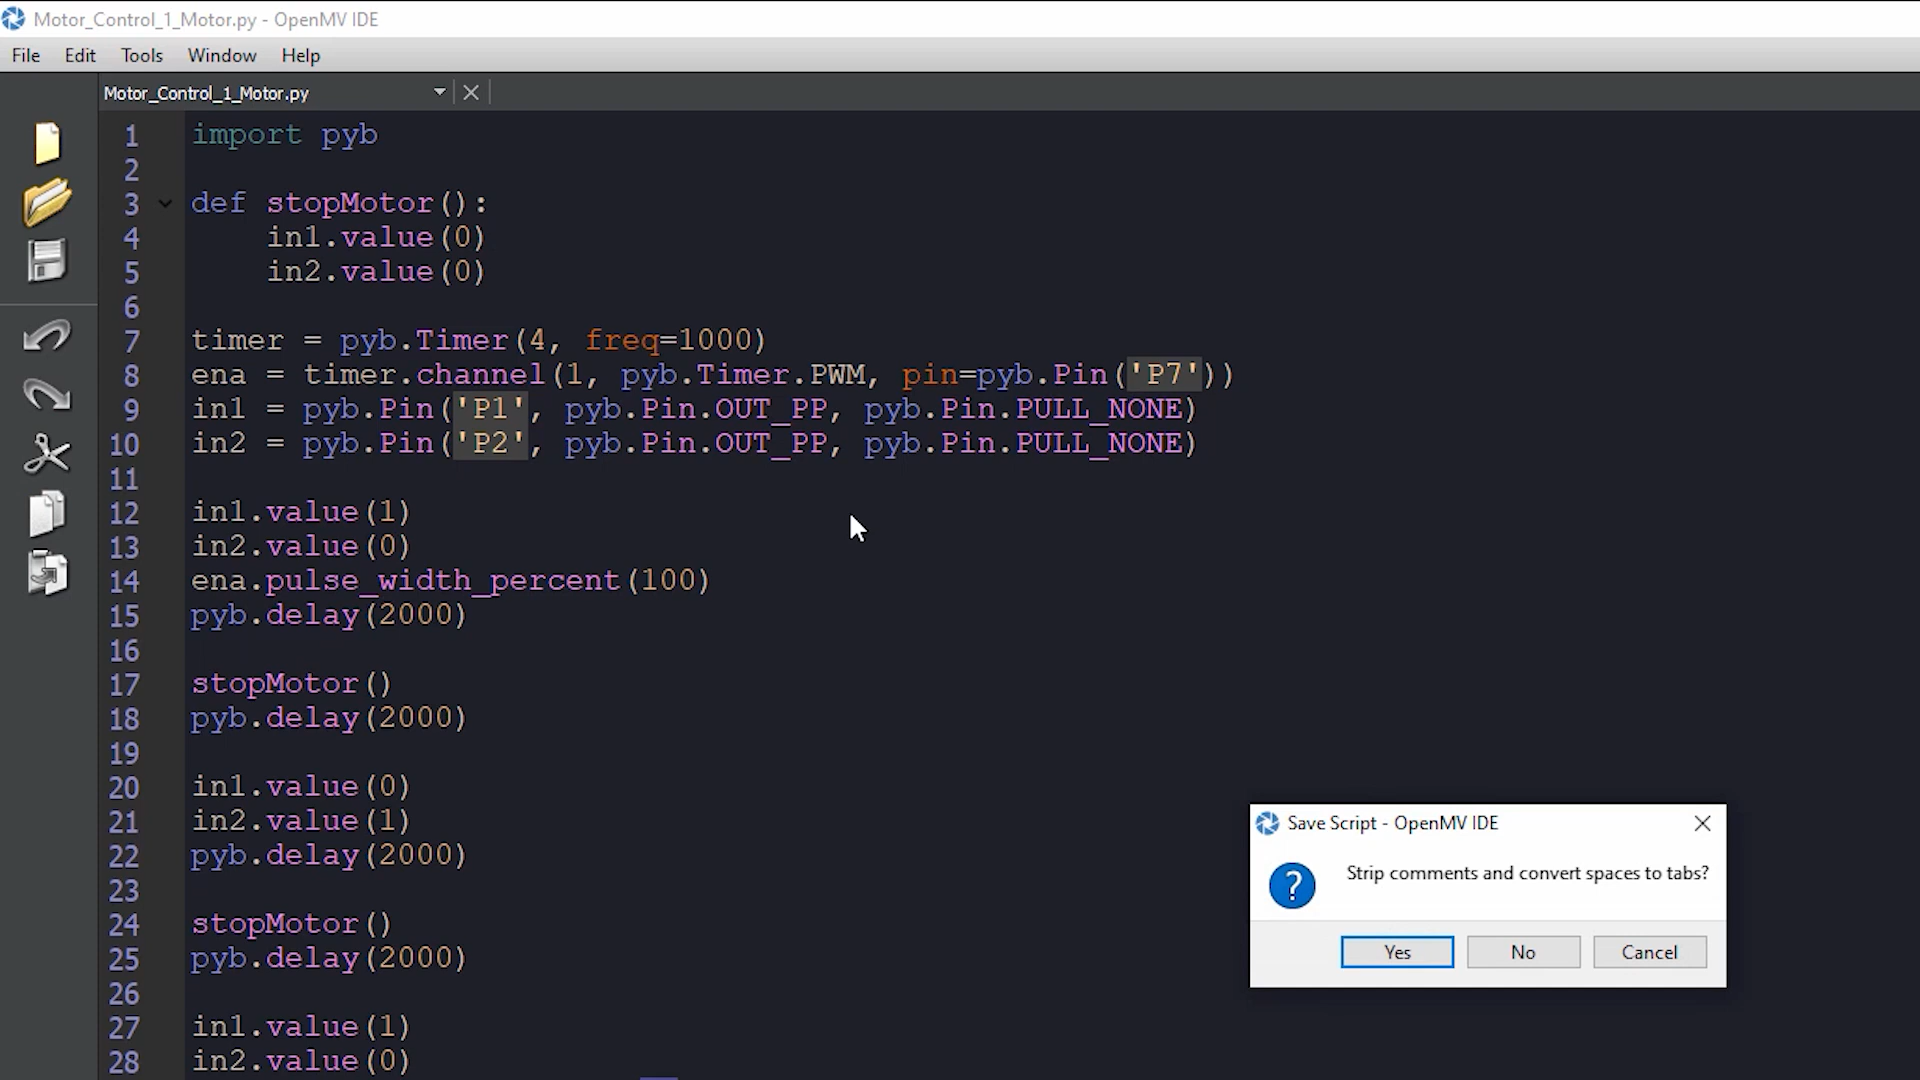 Motor_Control_1_Motor.py - OpenMV IDE
File Edit Tools Window Help
Motor_Control_1_Motor.py
1 import pyb
2
3 def stopMotor():
4     in1.value(0)
5     in2.value(0)
6
7 timer = pyb.Timer(4, freq=1000)
8 ena = timer.channel(1, pyb.Timer.PWM, pin=pyb.Pin('P7'))
9 in1 = pyb.Pin('P1', pyb.Pin.OUT_PP, pyb.Pin.PULL_NONE)
10 in2 = pyb.Pin('P2', pyb.Pin.OUT_PP, pyb.Pin.PULL_NONE)
11
12 in1.value(1)
13 in2.value(0)
14 ena.pulse_width_percent(100)
15 pyb.delay(2000)
16
17 stopMotor()
18 pyb.delay(2000)
19
20 in1.value(0)
21 in2.value(1)
22 pyb.delay(2000)
23
24 stopMotor()
25 pyb.delay(2000)
26
27 in1.value(1)
28 in2.value(0)
Save Script - OpenMV IDE
?
Strip comments and convert spaces to tabs?
Yes No Cancel